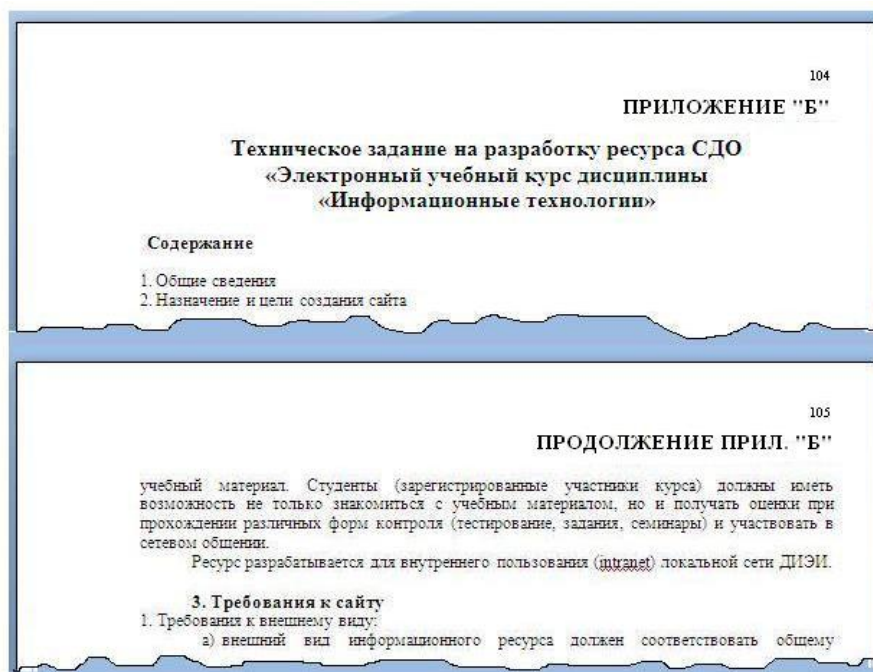 104
ПРИЛОЖЕНИЕ "Б"
Техническое задание на разработку ресурса СДО
«Электронный учебный курс дисциплины
«Информационные технологии»
Содержание
1. Общие сведения
2. Назначение и цели создания сайта
105
ПРОДОЛЖЕНИЕ ПРИЛ. "Б"
учебный материал. Студенты (зарегистрированные участники курса) должны иметь
возможность не только знакомиться с учебным материалом, но и получать оценки при
прохождении различных форм контроля (тестирование, задания, семинары) и участвовать в
сетевом общении.
Ресурс разрабатывается для внутреннего пользования (intranet) локальной сети ДИЭИ.
3. Требования к сайту
1. Требования к внешнему виду:
а) внешний вид информационного ресурса должен соответствовать общему